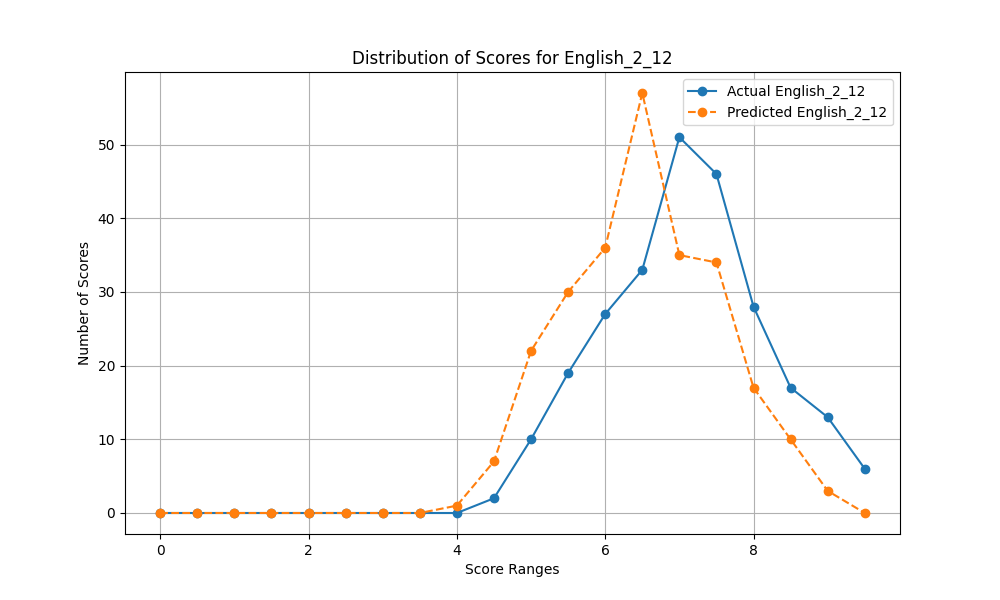 Distribution of Scores for English_2_12
Actual English_2_12
Predicted English_2_12
Number of Scores
50
40
30
20
10
0
0 2 4 6 8
Score Ranges